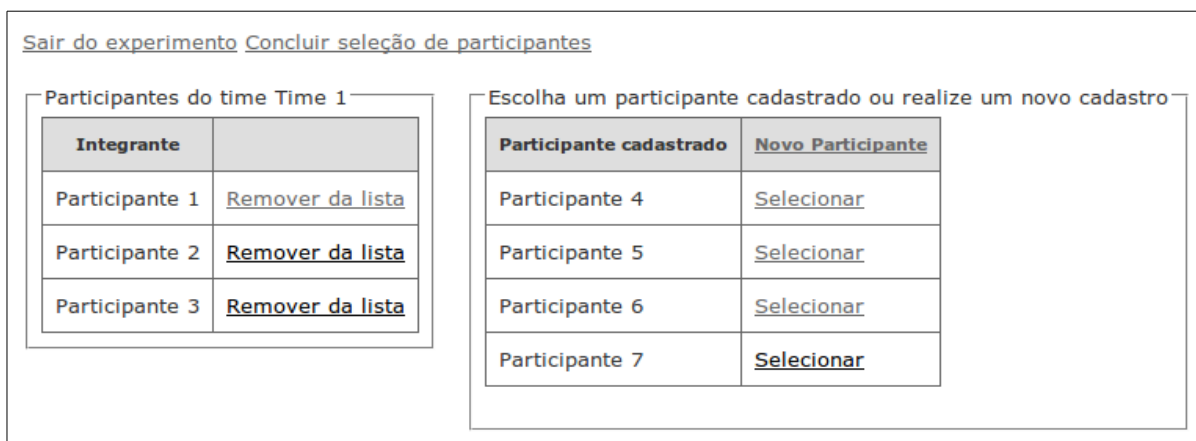 Sair do experimento Concluir seleção de participantes
Participantes do time Time 1
Integrante
Participante 1 Remover da lista
Participante 2 Remover da lista
Participante 3 Remover da lista
Escolha um participante cadastrado ou realize um novo cadastro
Participante cadastrado Novo Participante
Participante 4 Selecionar
Participante 5 Selecionar
Participante 6 Selecionar
Participante 7 Selecionar